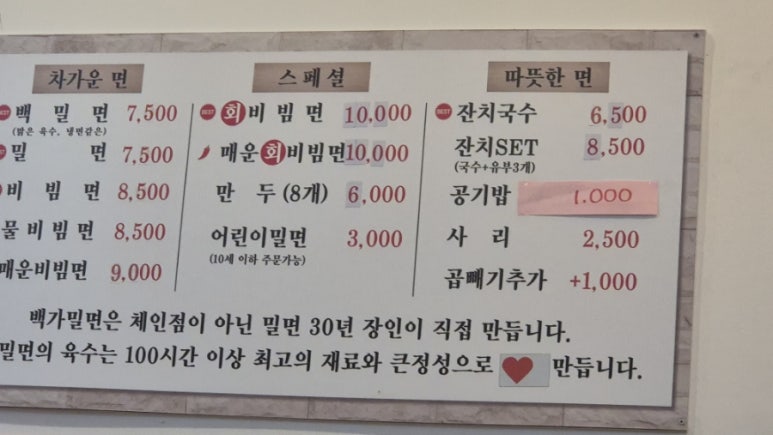 차가운 면
BEST 백 밀 면 7,500
(맑은 육수, 냉면같은)
밀 면 7,500
비 빔 면 8,500
물 비 빔 면 8,500
매운비빔면 9,000
스 페 셜
BEST 회 비 빔 면 10,000
매운 회 비빔면 10,000
만 두 (8개) 6,000
어린이밀면 3,000
(10세 이하 주문가능)
따뜻한 면
BEST 잔치국수 6,500
잔치SET 8,500
(국수+유부3개)
공기밥 1.000
사 리 2,500
곱빼기추가 +1,000
백가밀면은 체인점이 아닌 밀면 30년 장인이 직접 만듭니다.
밀면의 육수는 100시간 이상 최고의 재료와 큰정성으로 ♥ 만듭니다.